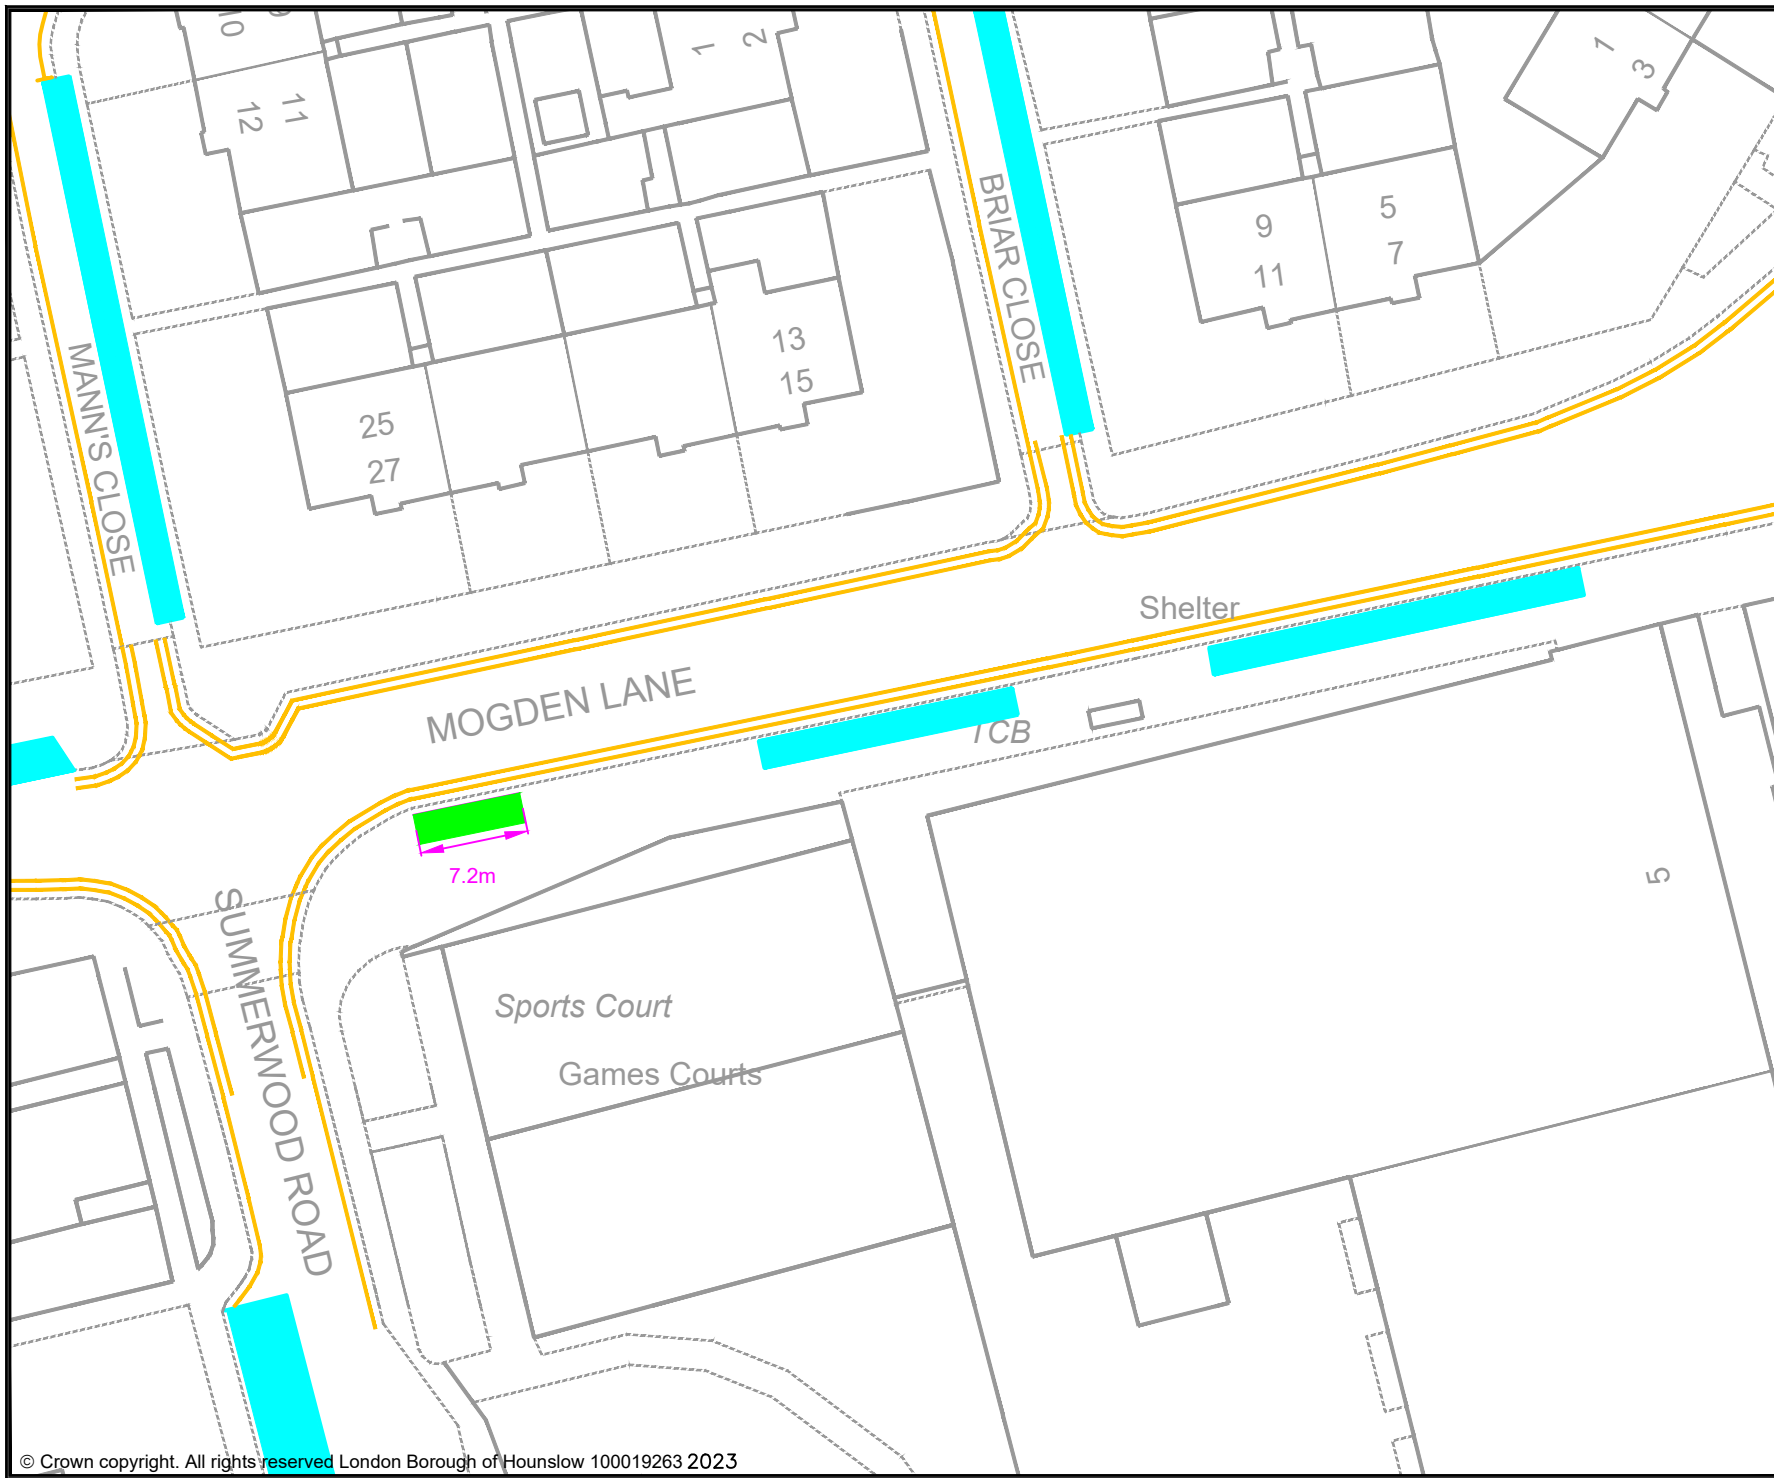 10
9
12
11
1
2
1
3
BRIAR CLOSE
9
11
5
7
13
15
25
27
MANN'S CLOSE
Shelter
MOGDEN LANE
TCB
7.2m
5
SUMMERWOOD ROAD
Sports Court
Games Courts
© Crown copyright. All rights reserved London Borough of Hounslow 100019263 2023